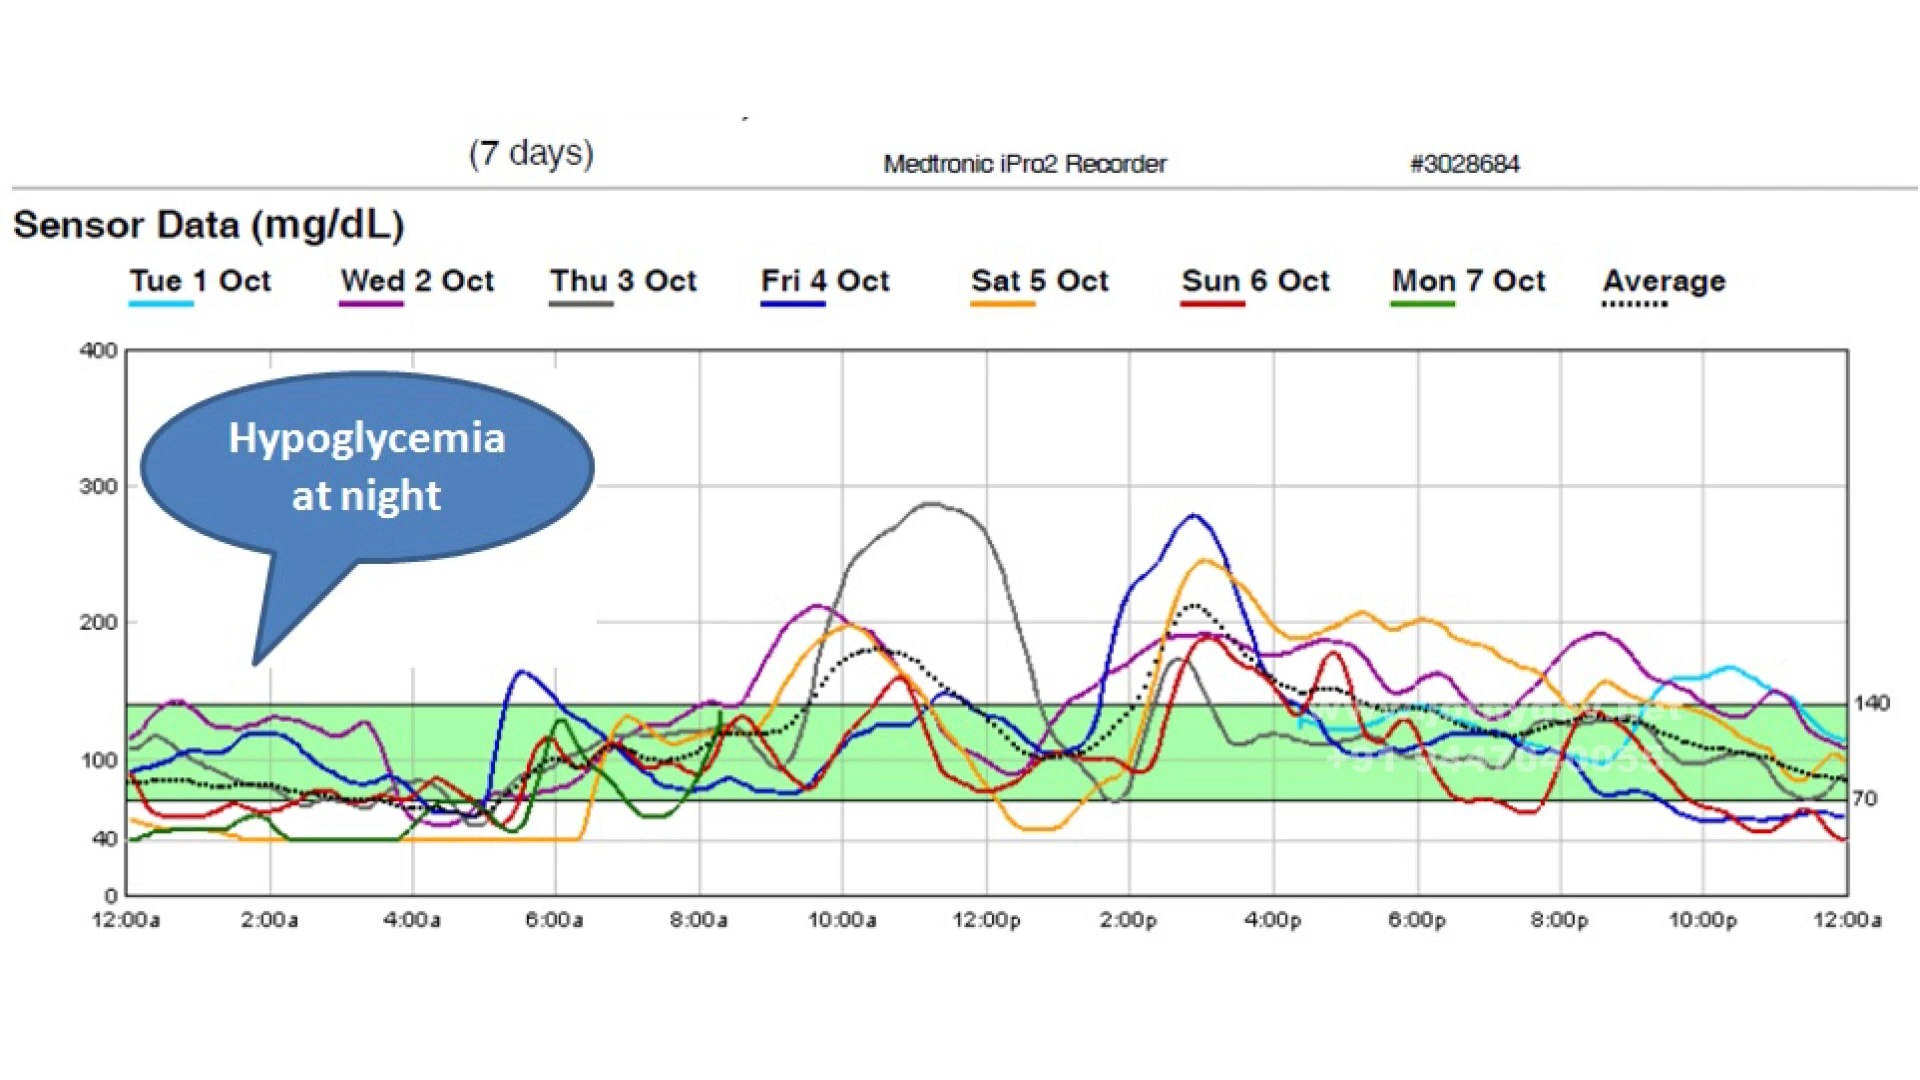 (7 days)
Medtronic iPro2 Recorder
#3028684
Sensor Data (mg/dL)
Tue 1 Oct
Wed 2 Oct
Thu 3 Oct
Fri 4 Oct
Sat 5 Oct
Sun 6 Oct
Mon 7 Oct
Average
400
300
200
100
40
0
Hypoglycemia
at night
140
70
12:00a
2:00a
4:00a
6:00a
8:00a
10:00a
12:00p
2:00p
4:00p
6:00p
8:00p
10:00p
12:00a